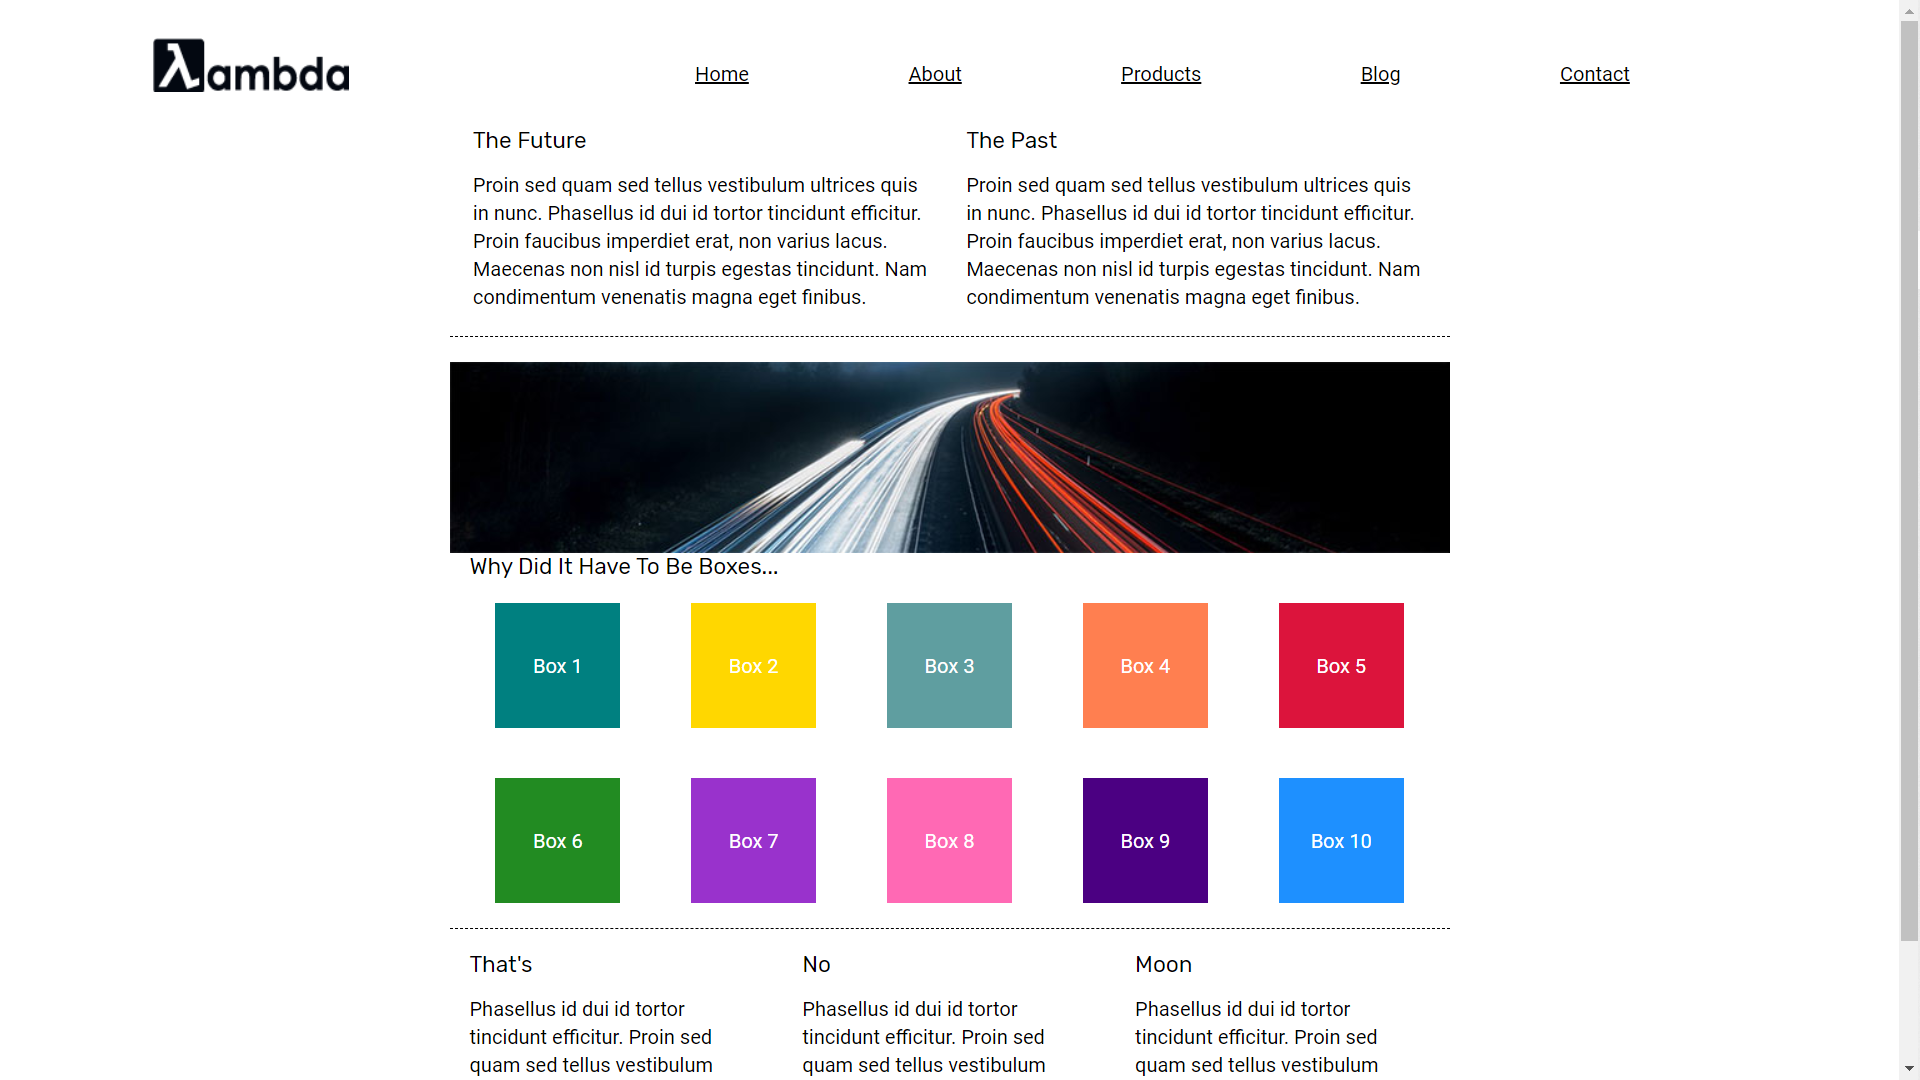 λambda
Home About Products Blog Contact
The Future
Proin sed quam sed tellus vestibulum ultrices quis
in nunc. Phasellus id dui id tortor tincidunt efficitur.
Proin faucibus imperdiet erat, non varius lacus.
Maecenas non nisl id turpis egestas tincidunt. Nam
condimentum venenatis magna eget finibus.
The Past
Proin sed quam sed tellus vestibulum ultrices quis
in nunc. Phasellus id dui id tortor tincidunt efficitur.
Proin faucibus imperdiet erat, non varius lacus.
Maecenas non nisl id turpis egestas tincidunt. Nam
condimentum venenatis magna eget finibus.
Why Did It Have To Be Boxes...
Box 1 Box 2 Box 3 Box 4 Box 5
Box 6 Box 7 Box 8 Box 9 Box 10
That's
Phasellus id dui id tortor
tincidunt efficitur. Proin sed
quam sed tellus vestibulum
No
Phasellus id dui id tortor
tincidunt efficitur. Proin sed
quam sed tellus vestibulum
Moon
Phasellus id dui id tortor
tincidunt efficitur. Proin sed
quam sed tellus vestibulum